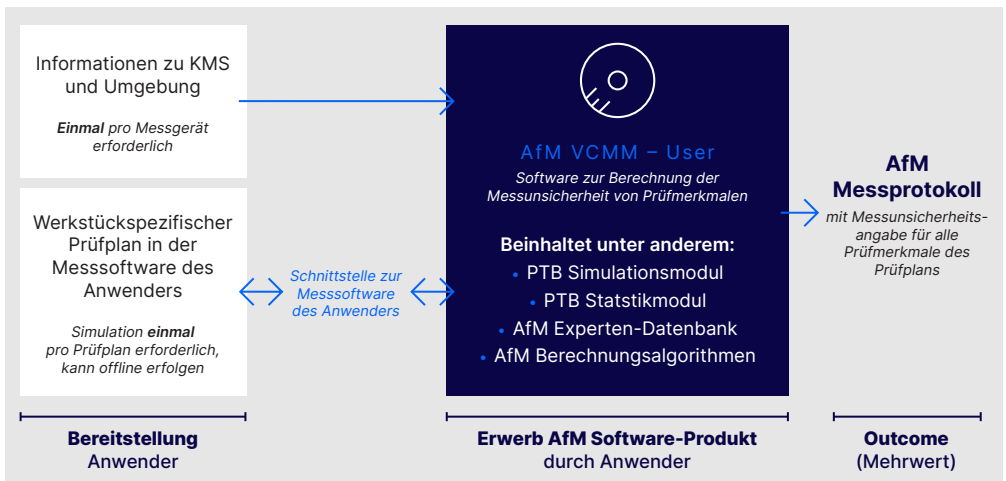 Informationen zu KMS
und Umgebung
Einmal pro Messgerät
erforderlich
Werkstückspezifischer
Prüfplan in der
Messsoftware des
Anwenders
Simulation einmal
pro Prüfplan erforderlich,
kann offline erfolgen
Schnittstelle zur
Messsoftware
des Anwenders
AfM VCMM – User
Software zur Berechnung der
Messunsicherheit von Prüfmerkmalen
Beinhaltet unter anderem:
• PTB Simulationsmodul
• PTB Statstikmodul
• AfM Experten-Datenbank
• AfM Berechnungsalgorithmen
AfM
Messprotokoll
mit Messunsicherheits-
angabe für alle
Prüfmerkmale des
Prüfplans
Bereitstellung
Anwender
Erwerb AfM Software-Produkt
durch Anwender
Outcome
(Mehrwert)